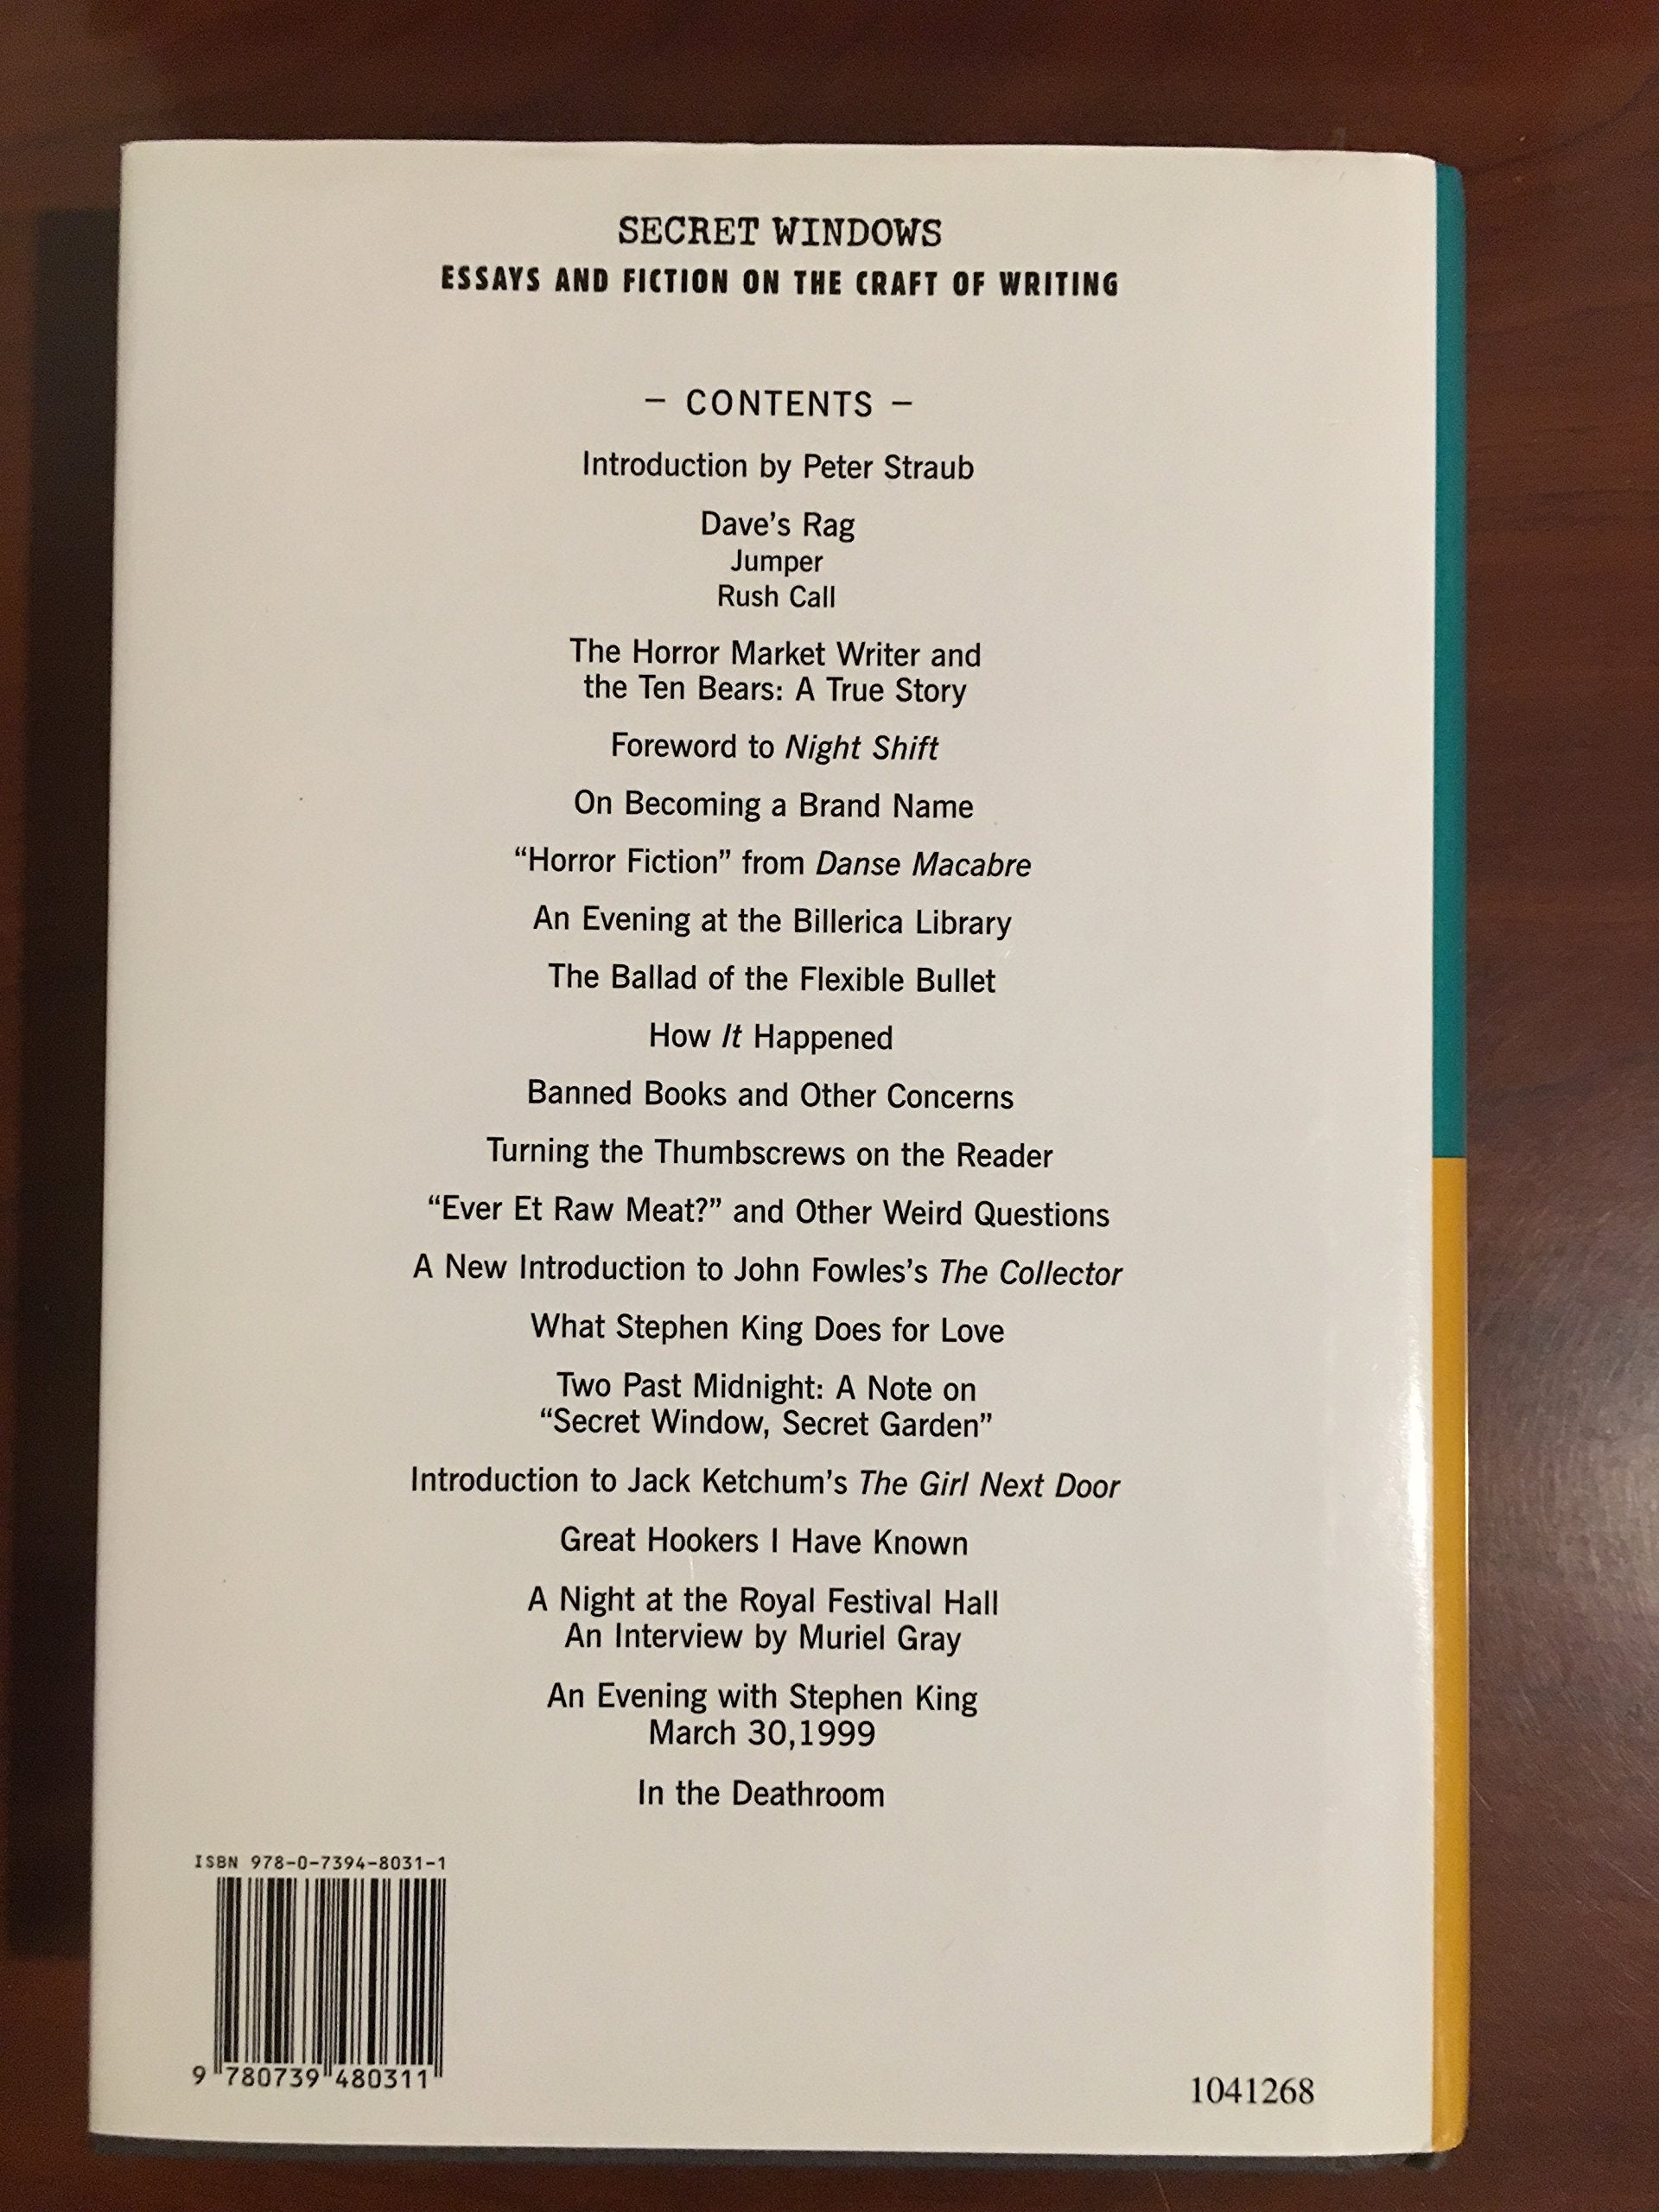 SECRET WINDOWS
ESSAYS AND FICTION ON THE CRAFT OF WRITING
– CONTENTS –
Introduction by Peter Straub
Dave’s Rag
Jumper
Rush Call
The Horror Market Writer and
the Ten Bears: A True Story
Foreword to Night Shift
On Becoming a Brand Name
“Horror Fiction” from Danse Macabre
An Evening at the Billerica Library
The Ballad of the Flexible Bullet
How It Happened
Banned Books and Other Concerns
Turning the Thumbscrews on the Reader
“Ever Et Raw Meat?” and Other Weird Questions
A New Introduction to John Fowles’s The Collector
What Stephen King Does for Love
Two Past Midnight: A Note on
“Secret Window, Secret Garden”
Introduction to Jack Ketchum’s The Girl Next Door
Great Hookers I Have Known
A Night at the Royal Festival Hall
An Interview by Muriel Gray
An Evening with Stephen King
March 30,1999
In the Deathroom
ISBN 978-0-7394-8031-1
9 780739 480311
1041268